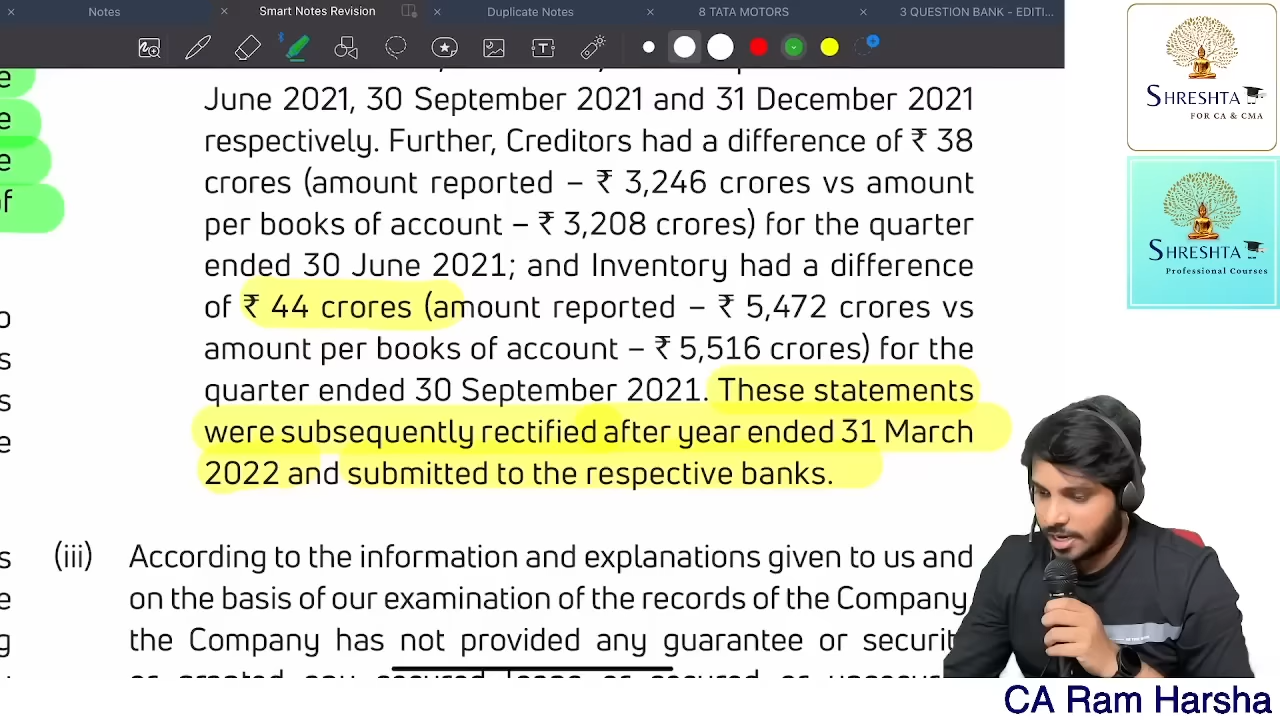 Notes
Smart Notes Revision
Duplicate Notes
8 TATA MOTORS
3 QUESTION BANK - EDITI...
June 2021, 30 September 2021 and 31 December 2021
respectively. Further, Creditors had a difference of ₹ 38
crores (amount reported – ₹ 3,246 crores vs amount
per books of account – ₹ 3,208 crores) for the quarter
ended 30 June 2021; and Inventory had a difference
of ₹ 44 crores (amount reported – ₹ 5,472 crores vs
amount per books of account – ₹ 5,516 crores) for the
quarter ended 30 September 2021. These statements
were subsequently rectified after year ended 31 March
2022 and submitted to the respective banks.
(iii) According to the information and explanations given to us and
on the basis of our examination of the records of the Company
the Company has not provided any guarantee or securit
SHRESHTA
FOR CA & CMA
SHRESHTA
Professional Courses
CA Ram Harsha